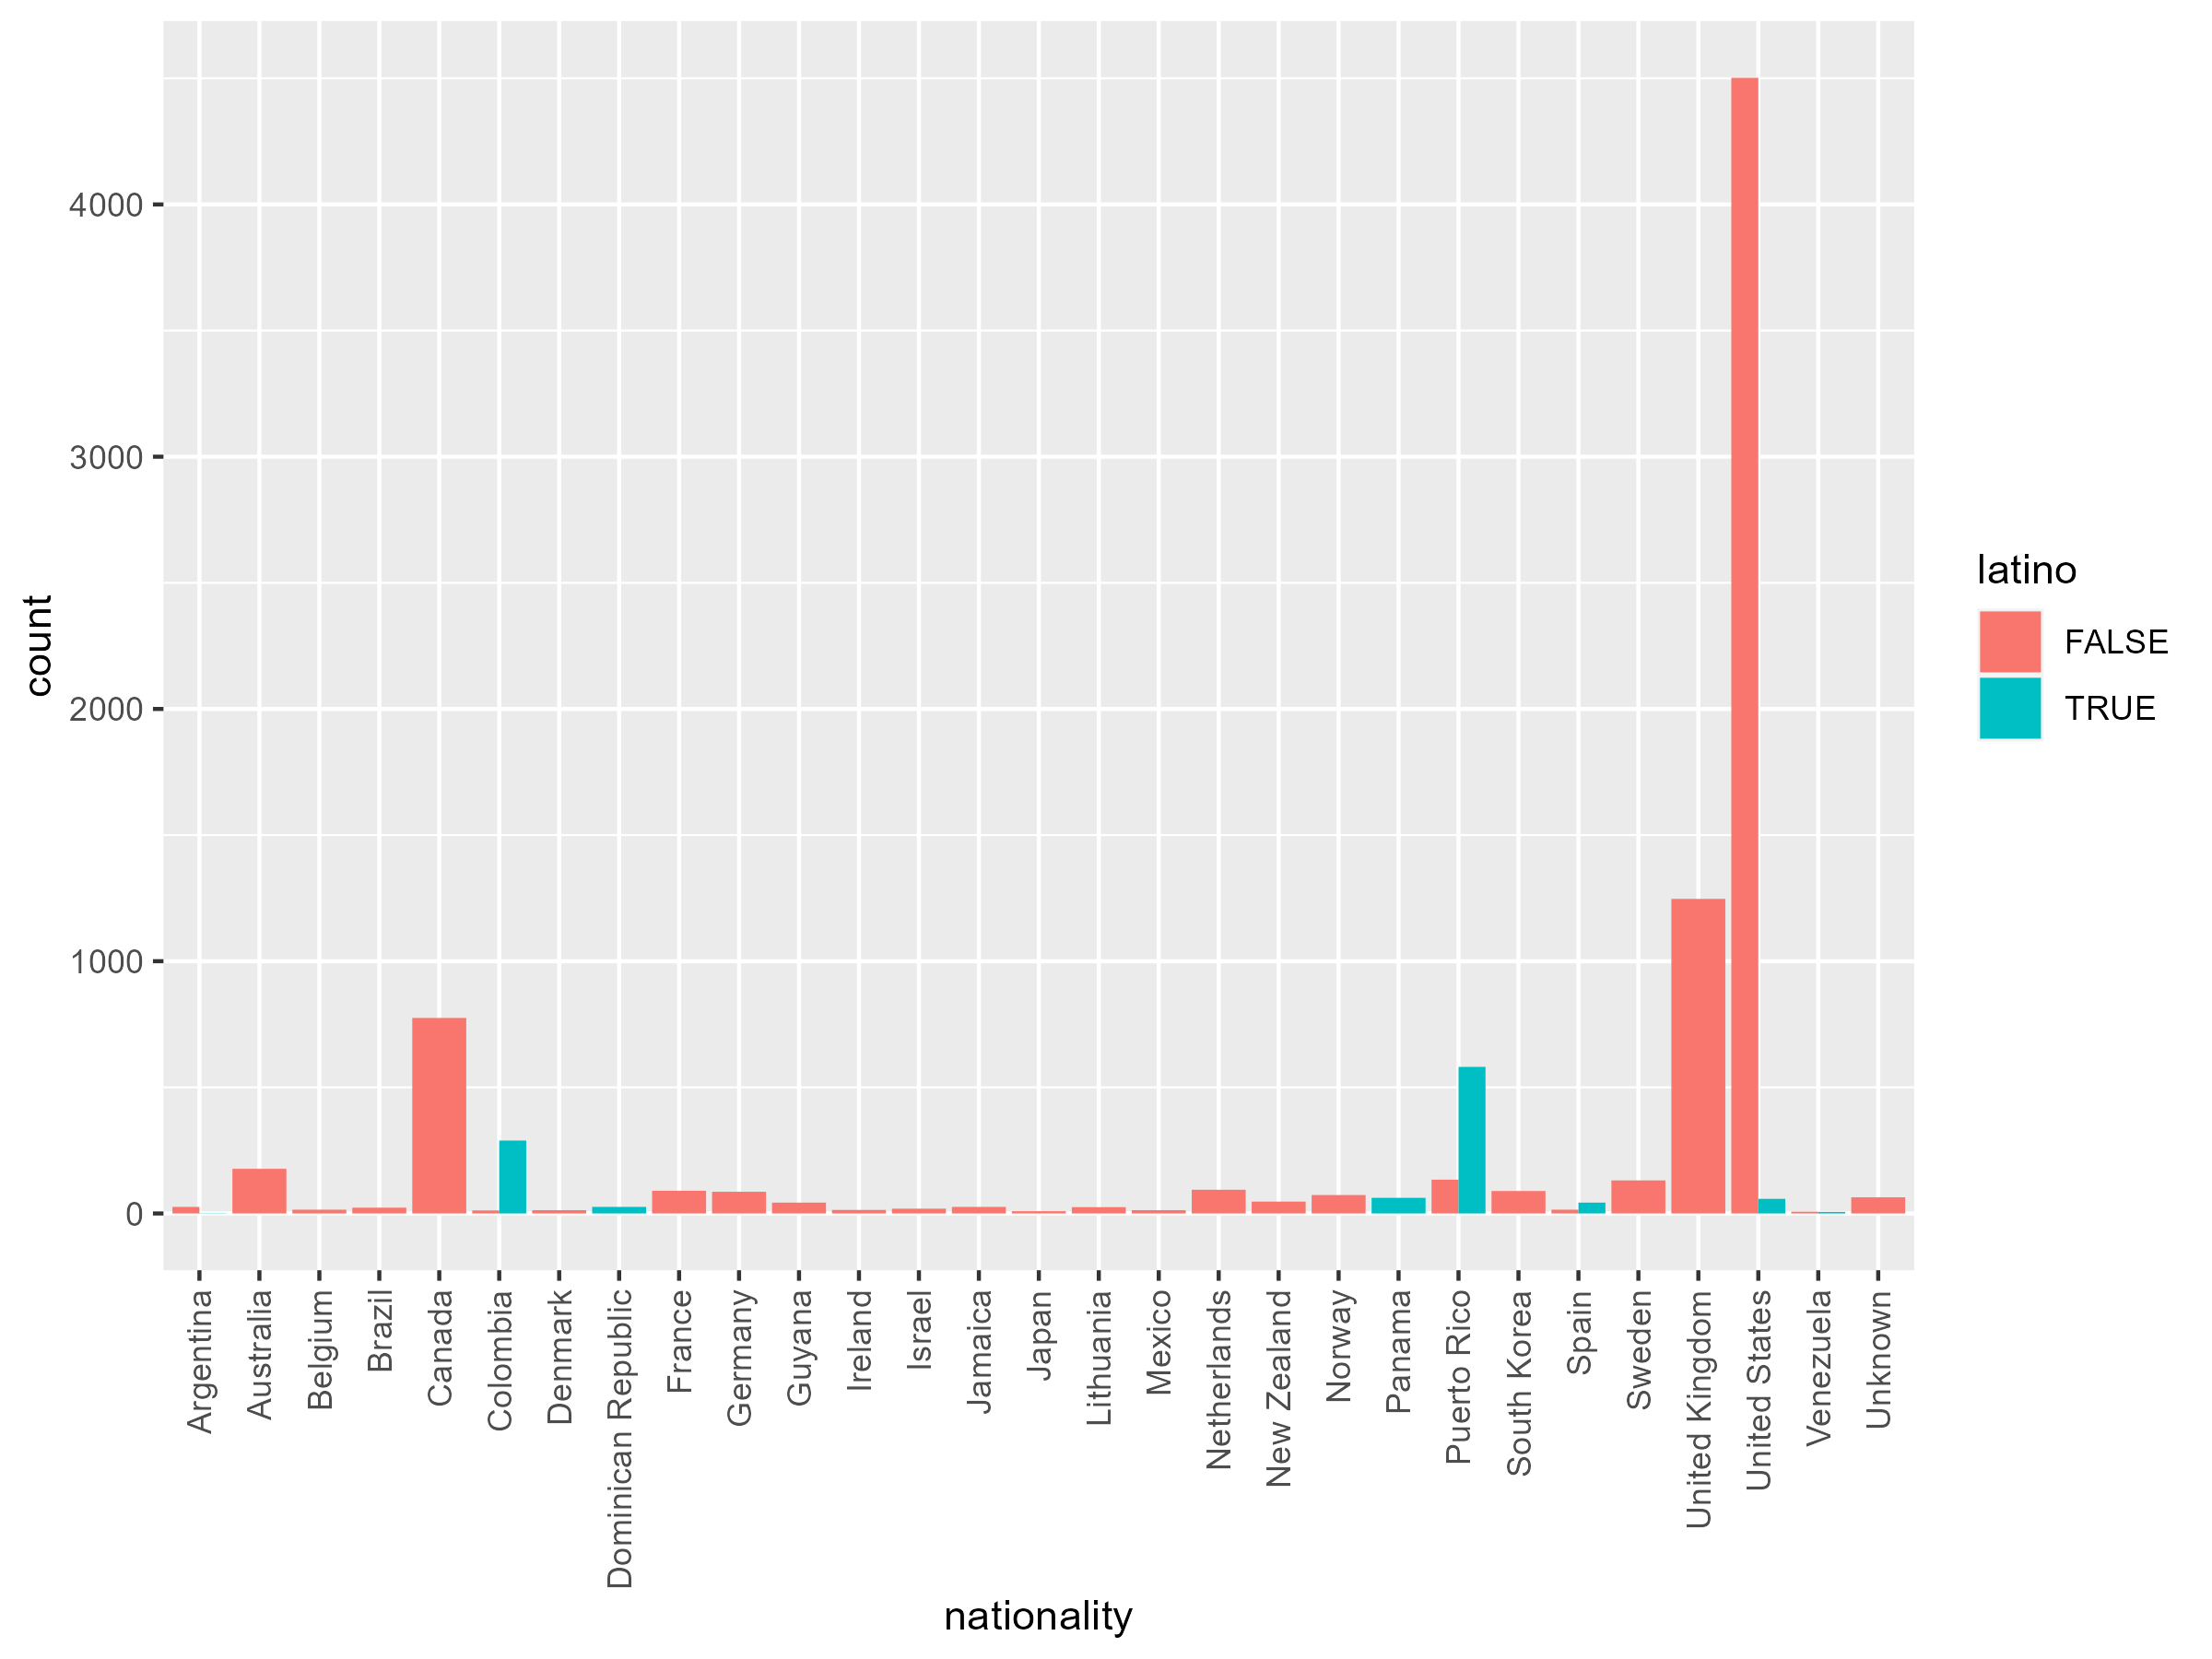 4000
3000
2000
1000
0
count
Argentina
Australia
Belgium
Brazil
Canada
Colombia
Denmark
Dominican Republic
France
Germany
Guyana
Ireland
Israel
Jamaica
Japan
Lithuania
Mexico
Netherlands
New Zealand
Norway
Panama
Puerto Rico
South Korea
Spain
Sweden
United Kingdom
United States
Venezuela
Unknown
nationality
latino
FALSE
TRUE